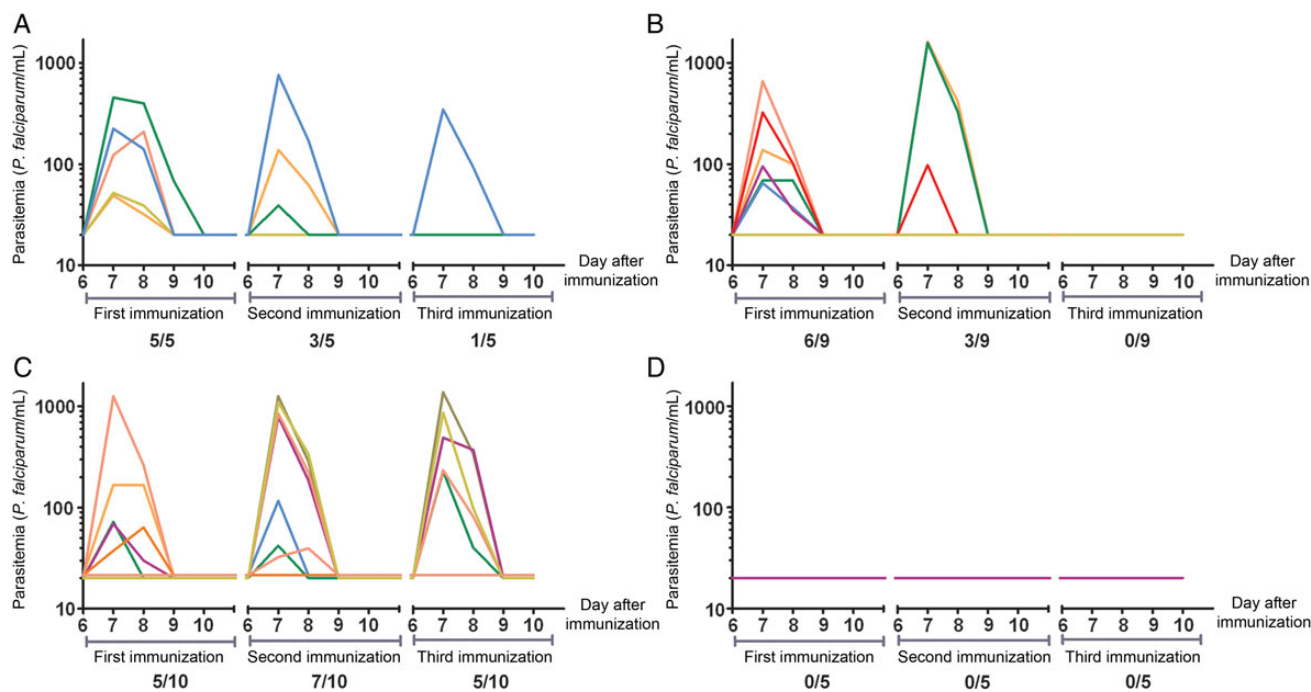 A
Parasitemia (P. falciparum/mL)
1000
100
10
6 7 8 9 10 6 7 8 9 10 6 7 8 9 10
Day after
immunization
First immunization Second immunization Third immunization
5/5 3/5 1/5
B
Parasitemia (P. falciparum/mL)
1000
100
10
6 7 8 9 10 6 7 8 9 10 6 7 8 9 10
Day after
immunization
First immunization Second immunization Third immunization
6/9 3/9 0/9
C
Parasitemia (P. falciparum/mL)
1000
100
10
6 7 8 9 10 6 7 8 9 10 6 7 8 9 10
Day after
immunization
First immunization Second immunization Third immunization
5/10 7/10 5/10
D
Parasitemia (P. falciparum/mL)
1000
100
10
6 7 8 9 10 6 7 8 9 10 6 7 8 9 10
Day after
immunization
First immunization Second immunization Third immunization
0/5 0/5 0/5